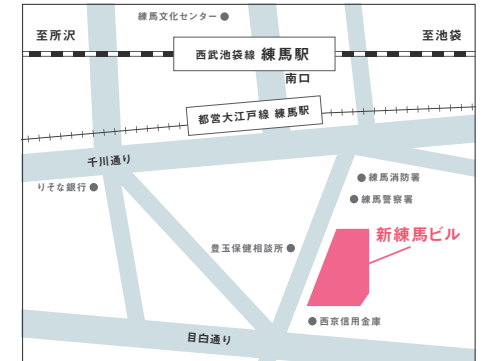 練馬文化センター
至所沢
至池袋
西武池袋線 練馬駅
南口
都営大江戸線 練馬駅
千川通り
りそな銀行
練馬消防署
練馬警察署
新練馬ビル
豊玉保健相談所
西京信用金庫
目白通り